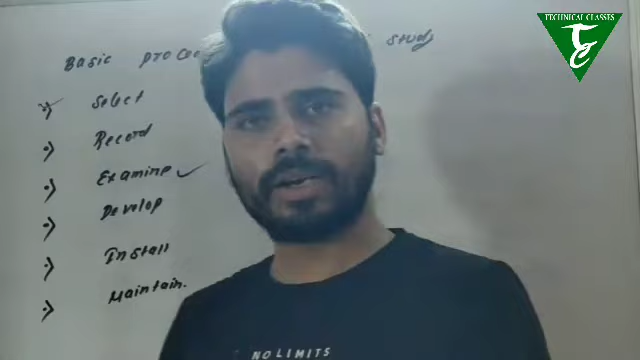 TECHNICAL CLASSES
Basic study
Select
Record
Examine
Develop
Install
Maintain.
NO LIMITS